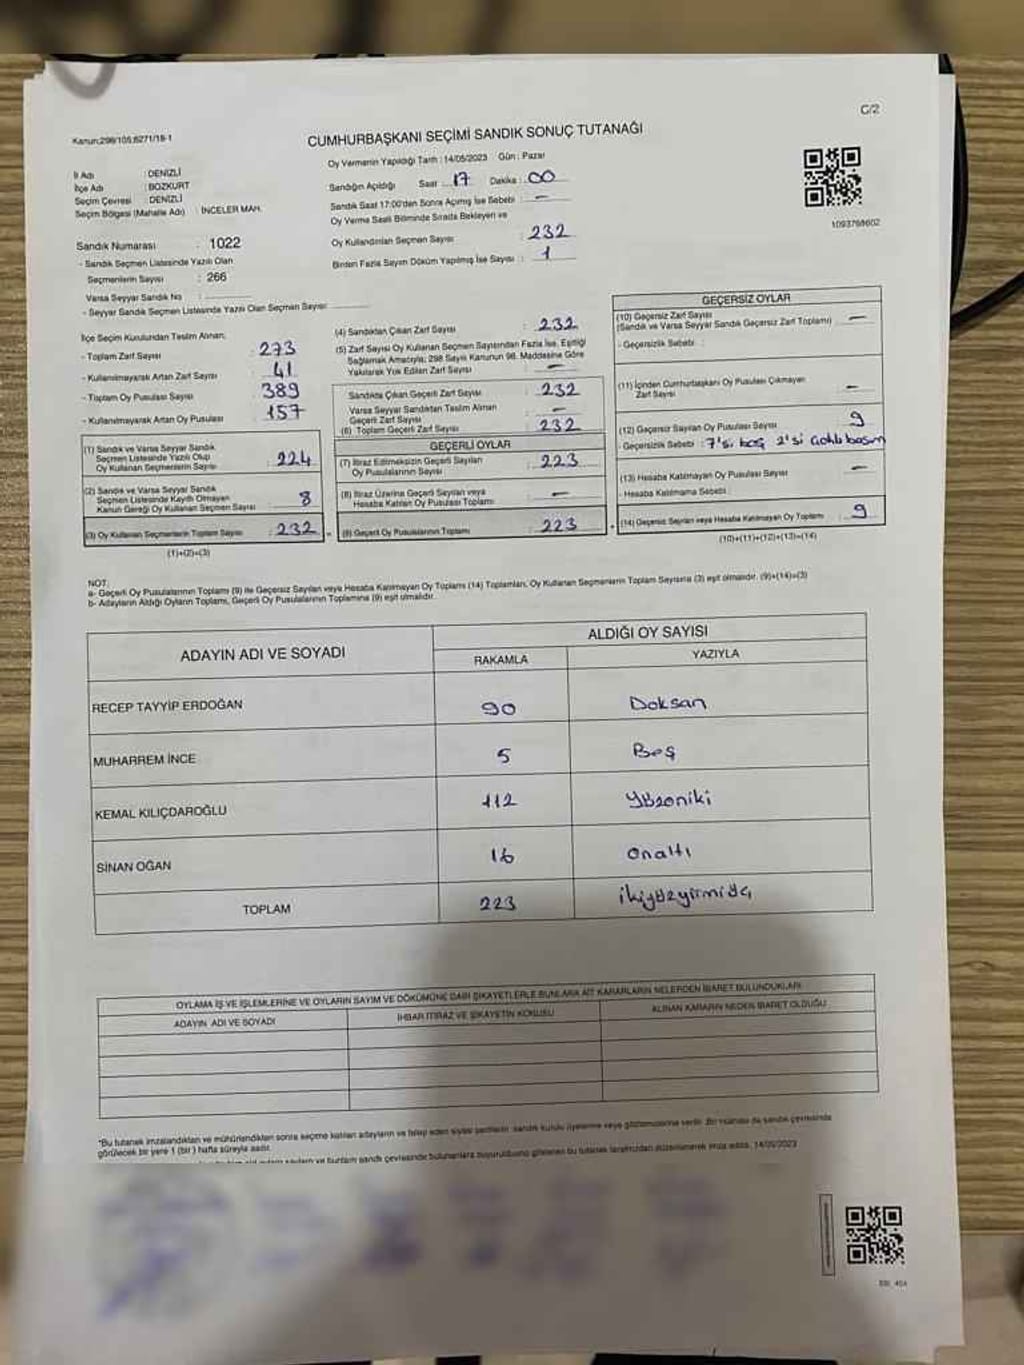 C/2
Kanun:298/105;6271/19-1
CUMHURBAŞKANI SEÇİMİ SANDIK SONUÇ TUTANAĞI
Oy Vermenin Yapıldığı Tarih : 14/05/2023 Gün : Pazar
İl Adı : DENİZLİ
İlçe Adı : BOZKURT
Seçim Çevresi : DENİZLİ
Seçim Bölgesi (Mahalle Adı) : İNCELER MAH.
Sandığın Açıldığı Saat : 17 Dakika : 00
Sandık Saat 17:00'den Sonra Açılmış İse Sebebi : -
Oy Verme Saati Bitiminde Sırada Bekleyen ve
Oy Kullandırılan Seçmen Sayısı : 232
Birden Fazla Sayım Döküm Yapılmış İse Sayısı : 1
1093768602
Sandık Numarası : 1022
- Sandık Seçmen Listesinde Yazılı Olan
Seçmenlerin Sayısı : 266
Varsa Seyyar Sandık No :
- Seyyar Sandık Seçmen Listesinde Yazılı Olan Seçmen Sayısı :
İlçe Seçim Kurulundan Teslim Alınan;
- Toplam Zarf Sayısı : 273
- Kullanılmayarak Artan Zarf Sayısı : 41
- Toplam Oy Pusulası Sayısı : 389
- Kullanılmayarak Artan Oy Pusulası : 157
(1) Sandık ve Varsa Seyyar Sandık
Seçmen Listesinde Yazılı Olup
Oy Kullanan Seçmenlerin Sayısı : 224
(2) Sandık ve Varsa Seyyar Sandık
Seçmen Listesinde Kayıtlı Olmayan
Kanun Gereği Oy Kullanan Seçmen Sayısı : 8
(3) Oy Kullanan Seçmenlerin Toplam Sayısı : 232
(1)+(2)=(3)
(4) Sandıktan Çıkan Zarf Sayısı : 232
(5) Zarf Sayısı Oy Kullanan Seçmen Sayısından Fazla İse, Eşitliği
Sağlamak Amacıyla; 298 Sayılı Kanunun 98. Maddesine Göre
Yakılarak Yok Edilen Zarf Sayısı : -
Sandıkta Çıkan Geçerli Zarf Sayısı : 232
Varsa Seyyar Sandıktan Teslim Alınan
Geçerli Zarf Sayısı : -
(6) Toplam Geçerli Zarf Sayısı : 232
GEÇERLİ OYLAR
(7) İtiraz Edilmeksizin Geçerli Sayılan
Oy Pusulalarının Sayısı : 223
(8) İtiraz Üzerine Geçerli Sayılan veya
Hesaba Katılan Oy Pusulası Toplamı : -
(9) Geçerli Oy Pusulalarının Toplamı : 223
GEÇERSİZ OYLAR
(10) Geçersiz Zarf Sayısı
(Sandık ve Varsa Seyyar Sandık Geçersiz Zarf Toplamı) : -
- Geçersizlik Sebebi :
(11) İçinden Cumhurbaşkanı Oy Pusulası Çıkmayan
Zarf Sayısı : -
(12) Geçersiz Sayılan Oy Pusulası Sayısı : 9
- Geçersizlik Sebebi : 7'si boş 2'si
(13) Hesaba Katılmayan Oy Pusulası Sayısı : -
- Hesaba Katılmama Sebebi :
(14) Geçersiz Sayılan veya Hesaba Katılmayan Oy Toplamı : 9
(10)+(11)+(12)+(13)=(14)
NOT:
a- Geçerli Oy Pusulalarının Toplamı (9) ile Geçersiz Sayılan veya Hesaba Katılmayan Oy Toplamı (14) Toplamları, Oy Kullanan Seçmenlerin Toplam Sayısına (3) eşit olmalıdır. (9)+(14)=(3)
b- Adayların Aldığı Oyların Toplamı, Geçerli Oy Pusulalarının Toplamına (9) eşit olmalıdır.
ADAYIN ADI VE SOYADI
ALDIĞI OY SAYISI
RAKAMLA YAZIYLA
RECEP TAYYİP ERDOĞAN 90 Doksan
MUHARREM İNCE 5 Beş
KEMAL KILIÇDAROĞLU 112 Yüzoniki
SİNAN OĞAN 16 Onaltı
TOPLAM 223 ikiyüzyirmiüç
OYLAMA İŞ VE İŞLEMLERİNE VE OYLARIN SAYIM VE DÖKÜMÜNE DAİR ŞİKAYETLERLE BUNLARA AİT KARARLARIN NELERDEN İBARET BULUNDUKLARI
ADAYIN ADI VE SOYADI İHBAR İTİRAZ VE ŞİKAYETİN KONUSU ALINAN KARARIN NEDEN İBARET OLDUĞU
*Bu tutanak imzalandıktan ve mühürlendikten sonra seçime katılan adayların ve talep eden siyasi partilerin sandık kurulu üyelerine veya gözlemcilerine verilir. Bir nüshası da sandık çevresinde
görülecek bir yere 1 (bir) hafta süreyle asılır.